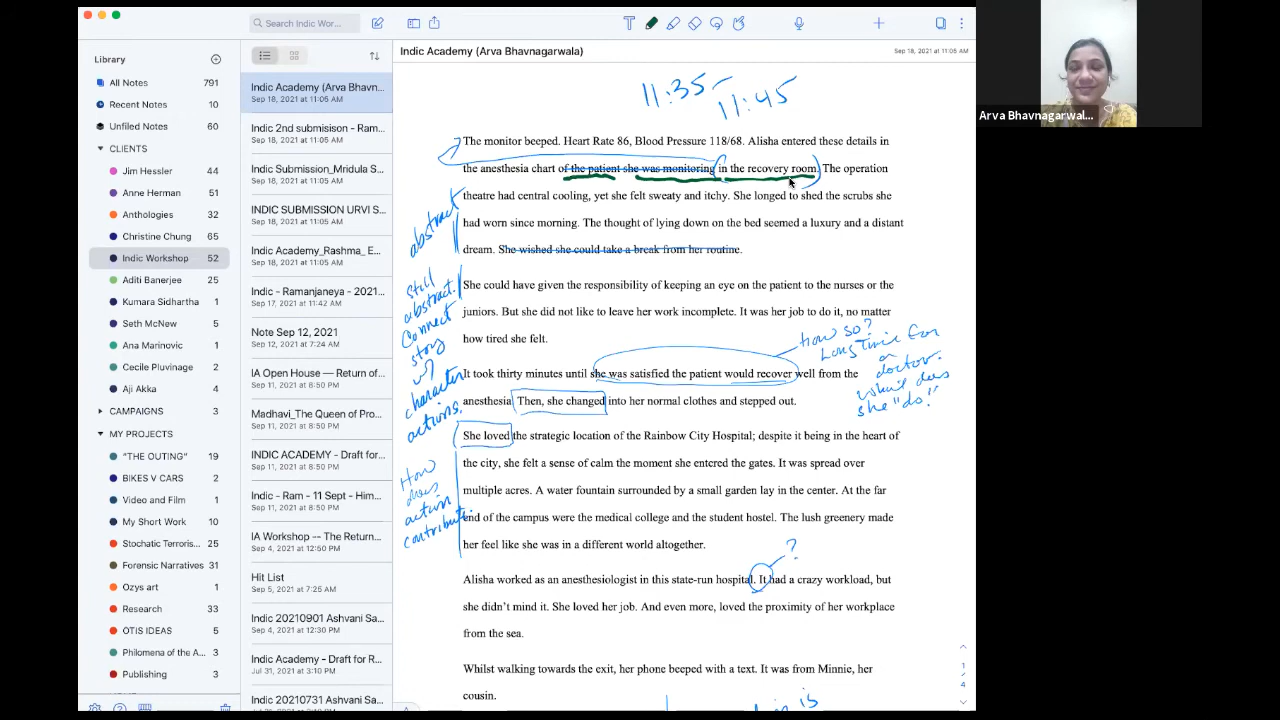 Search Indic Wor...
Library
All Notes 791
Recent Notes 10
Unfiled Notes 60
CLIENTS
Jim Hessler 44
Anne Herman 51
Anthologies 32
Christine Chung 65
Indic Workshop 52
Aditi Banerjee 25
Kumara Sidhartha 1
Seth McNew 5
Ana Marinovic 1
Cecile Pluvinage 2
Aji Akka 4
CAMPAIGNS 3
MY PROJECTS
"THE OUTING" 19
BIKES V CARS 2
Video and Film 1
My Short Work 10
Stochatic Terroris... 25
Forensic Narratives 31
Ozys art 1
Research 33
OTIS IDEAS 5
Philomena of the A... 3
Publishing 3
Indic Academy (Arva Bhavn...
Sep 18, 2021 at 11:05 AM
Indic 2nd submisison - Ram...
Sep 18, 2021 at 11:05 AM
Indic Submission_Mridula S...
Sep 18, 2021 at 11:05 AM
INDIC SUBMISSION URVI S...
Sep 18, 2021 at 11:05 AM
Indic Academy_Rashma_ E...
Sep 18, 2021 at 11:05 AM
Indic - Ramanjaneya - 2021...
Sep 17, 2021 at 11:42 AM
Note Sep 12, 2021
Sep 12, 2021 at 7:24 AM
IA Open House — Return of...
Sep 11, 2021 at 8:50 PM
Madhavi_The Queen of Pro...
Sep 11, 2021 at 8:50 PM
INDIC ACADEMY - Draft for...
Sep 11, 2021 at 8:50 PM
Indic - Ram - 11 Sept - Him...
Sep 11, 2021 at 8:50 PM
IA Workshop -- The Return...
Sep 4, 2021 at 12:50 PM
Hit List
Sep 5, 2021 at 7:25 AM
Indic 20210901 Ashvani Sa...
Sep 4, 2021 at 12:30 PM
Indic Academy - Draft for R...
Jul 31, 2021 at 3:10 PM
Indic 20210731 Ashvani Sa...
Indic Academy (Arva Bhavnagarwala)
Sep 18, 2021 at 11:05 AM
11:35-
11:45
The monitor beeped. Heart Rate 86, Blood Pressure 118/68. Alisha entered these details in
the anesthesia chart of the patient she was monitoring in the recovery room. The operation
theatre had central cooling, yet she felt sweaty and itchy. She longed to shed the scrubs she
had worn since morning. The thought of lying down on the bed seemed a luxury and a distant
dream. She wished she could take a break from her routine.
abstract
She could have given the responsibility of keeping an eye on the patient to the nurses or the
juniors. But she did not like to leave her work incomplete. It was her job to do it, no matter
how tired she felt.
still
abstract.
Connect
story
w/
character
actions.
how so?
Long time for
a
doctor.
what does
she "do"
It took thirty minutes until she was satisfied the patient would recover well from the
anesthesia. Then, she changed into her normal clothes and stepped out.
She loved the strategic location of the Rainbow City Hospital; despite it being in the heart of
the city, she felt a sense of calm the moment she entered the gates. It was spread over
multiple acres. A water fountain surrounded by a small garden lay in the center. At the far
end of the campus were the medical college and the student hostel. The lush greenery made
her feel like she was in a different world altogether.
How
does
action
contribute
?
Alisha worked as an anesthesiologist in this state-run hospital. It had a crazy workload, but
she didn't mind it. She loved her job. And even more, loved the proximity of her workplace
from the sea.
Whilst walking towards the exit, her phone beeped with a text. It was from Minnie, her
cousin.
is
1
4
Arva Bhavnagarwal...